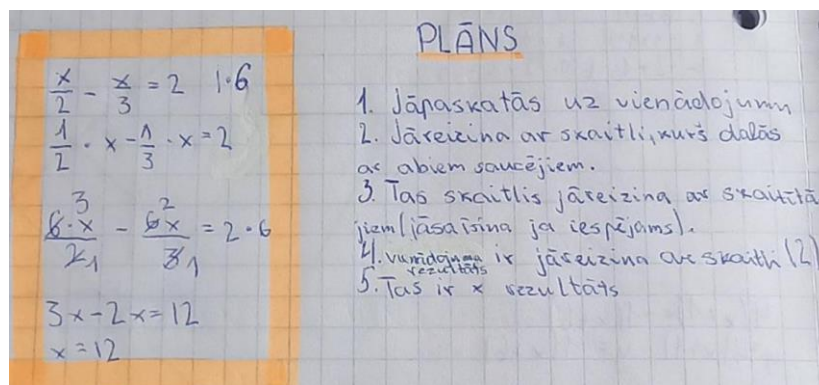 x/2 - x/3 = 2 |·6
1/2 · x - 1/3 · x = 2
6·x/2 3 1 - 6x/3 2 1 = 2·6
3x - 2x = 12
x = 12
PLĀNS
1. Jāpaskatās uz vienādojumu
2. Jāreizina ar skaitli, kurš dalās
ar abiem saucējiem.
3. Tas skaitlis jāreizina ar skaitītā
jiem (jāsaīsina ja iespējams).
4. rezultāts ir jāreizina ar skaitli (2)
5. Tas ir x rezultāts